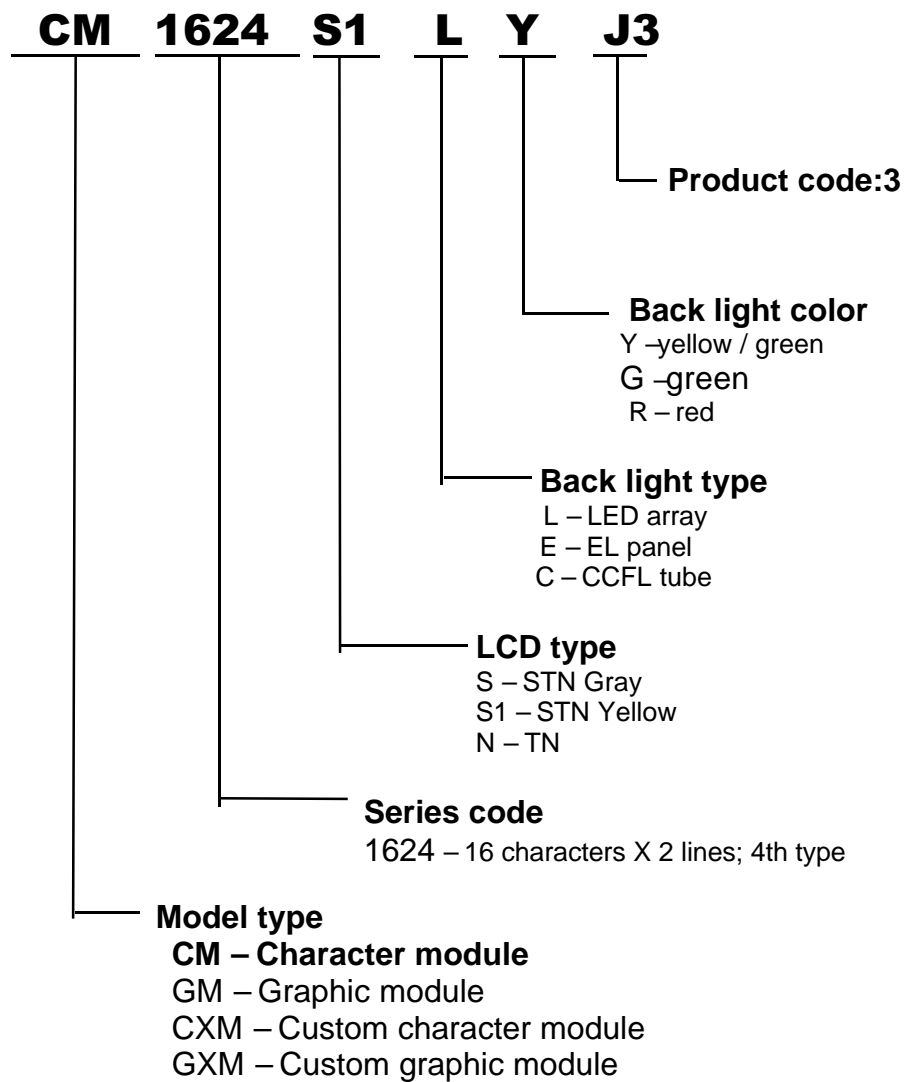 CM 1624 S1 L Y J3
Product code:3
Back light color
Y –yellow / green
G –green
R – red
Back light type
L – LED array
E – EL panel
C – CCFL tube
LCD type
S – STN Gray
S1 – STN Yellow
N – TN
Series code
1624 – 16 characters X 2 lines; 4th type
Model type
CM – Character module
GM – Graphic module
CXM – Custom character module
GXM – Custom graphic module